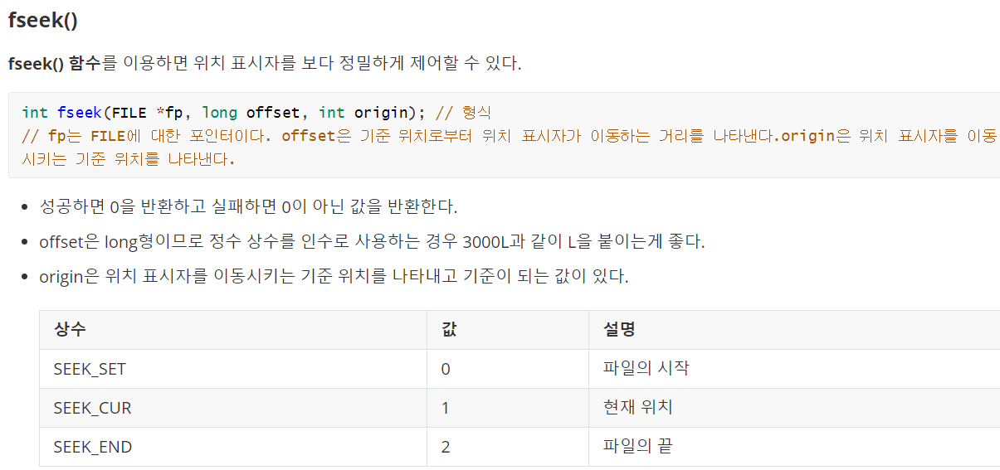 fseek()
fseek() 함수를 이용하면 위치 표시자를 보다 정밀하게 제어할 수 있다.
int fseek(FILE *fp, long offset, int origin); // 형식
// fp는 FILE에 대한 포인터이다. offset은 기준 위치로부터 위치 표시자가 이동하는 거리를 나타낸다.origin은 위치 표시자를 이동
시키는 기준 위치를 나타낸다.
성공하면 0을 반환하고 실패하면 0이 아닌 값을 반환한다.
offset은 long형이므로 정수 상수를 인수로 사용하는 경우 3000L과 같이 L을 붙이는게 좋다.
origin은 위치 표시자를 이동시키는 기준 위치를 나타내고 기준이 되는 값이 있다.
상수 값 설명
SEEK_SET 0 파일의 시작
SEEK_CUR 1 현재 위치
SEEK_END 2 파일의 끝